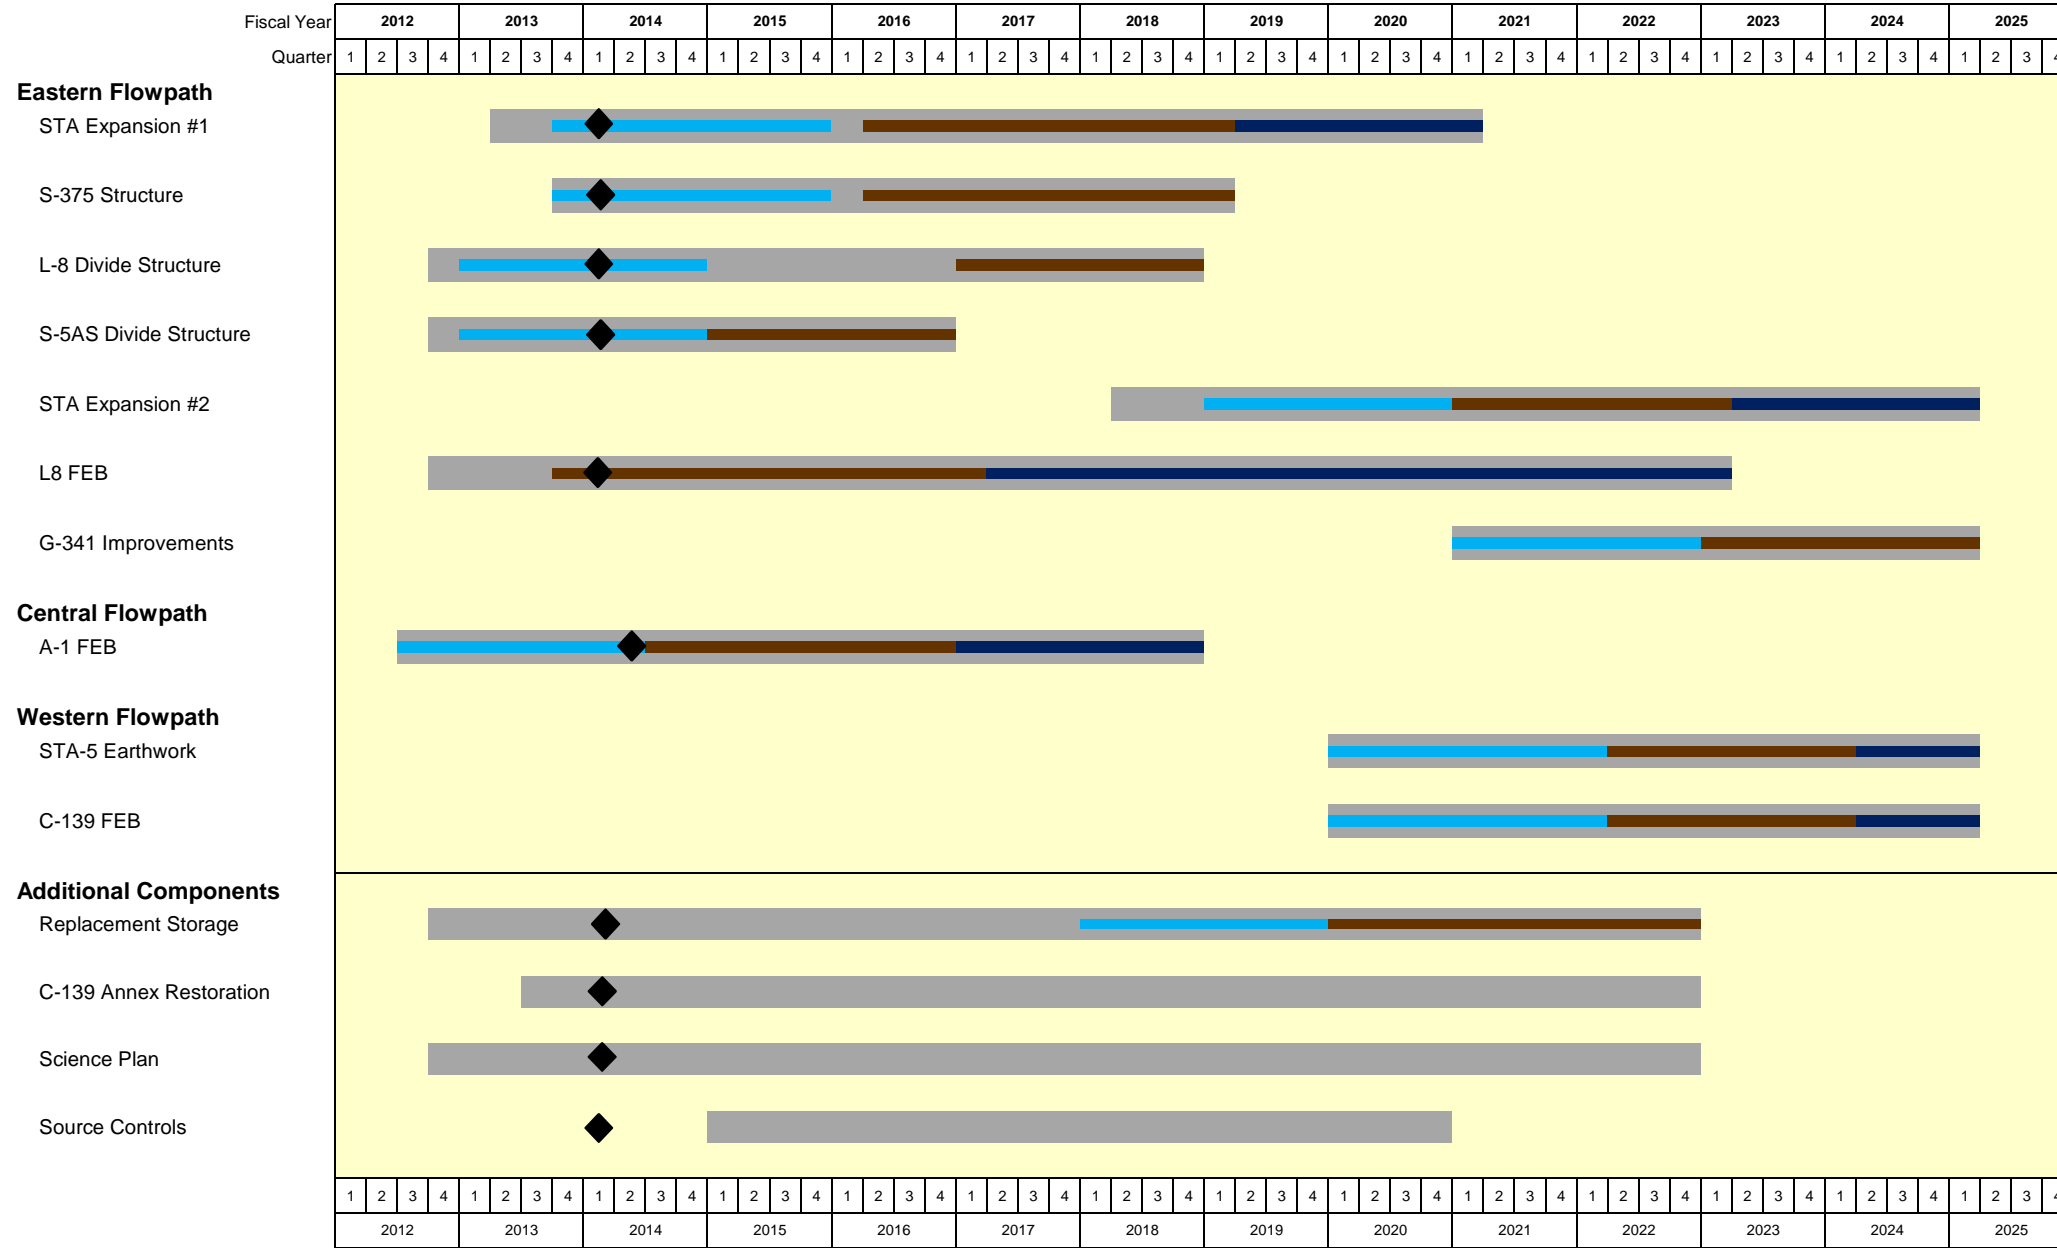 Fiscal Year 2012 2013 2014 2015 2016 2017 2018 2019 2020 2021 2022 2023 2024 2025
Quarter 1 2 3 4 1 2 3 4 1 2 3 4 1 2 3 4 1 2 3 4 1 2 3 4 1 2 3 4 1 2 3 4 1 2 3 4 1 2 3 4 1 2 3 4 1 2 3 4 1 2 3 4 1 2 3 4
Eastern Flowpath
STA Expansion #1
S-375 Structure
L-8 Divide Structure
S-5AS Divide Structure
STA Expansion #2
L8 FEB
G-341 Improvements
Central Flowpath
A-1 FEB
Western Flowpath
STA-5 Earthwork
C-139 FEB
Additional Components
Replacement Storage
C-139 Annex Restoration
Science Plan
Source Controls
1 2 3 4 1 2 3 4 1 2 3 4 1 2 3 4 1 2 3 4 1 2 3 4 1 2 3 4 1 2 3 4 1 2 3 4 1 2 3 4 1 2 3 4 1 2 3 4 1 2 3 4 1 2 3 4
2012 2013 2014 2015 2016 2017 2018 2019 2020 2021 2022 2023 2024 2025